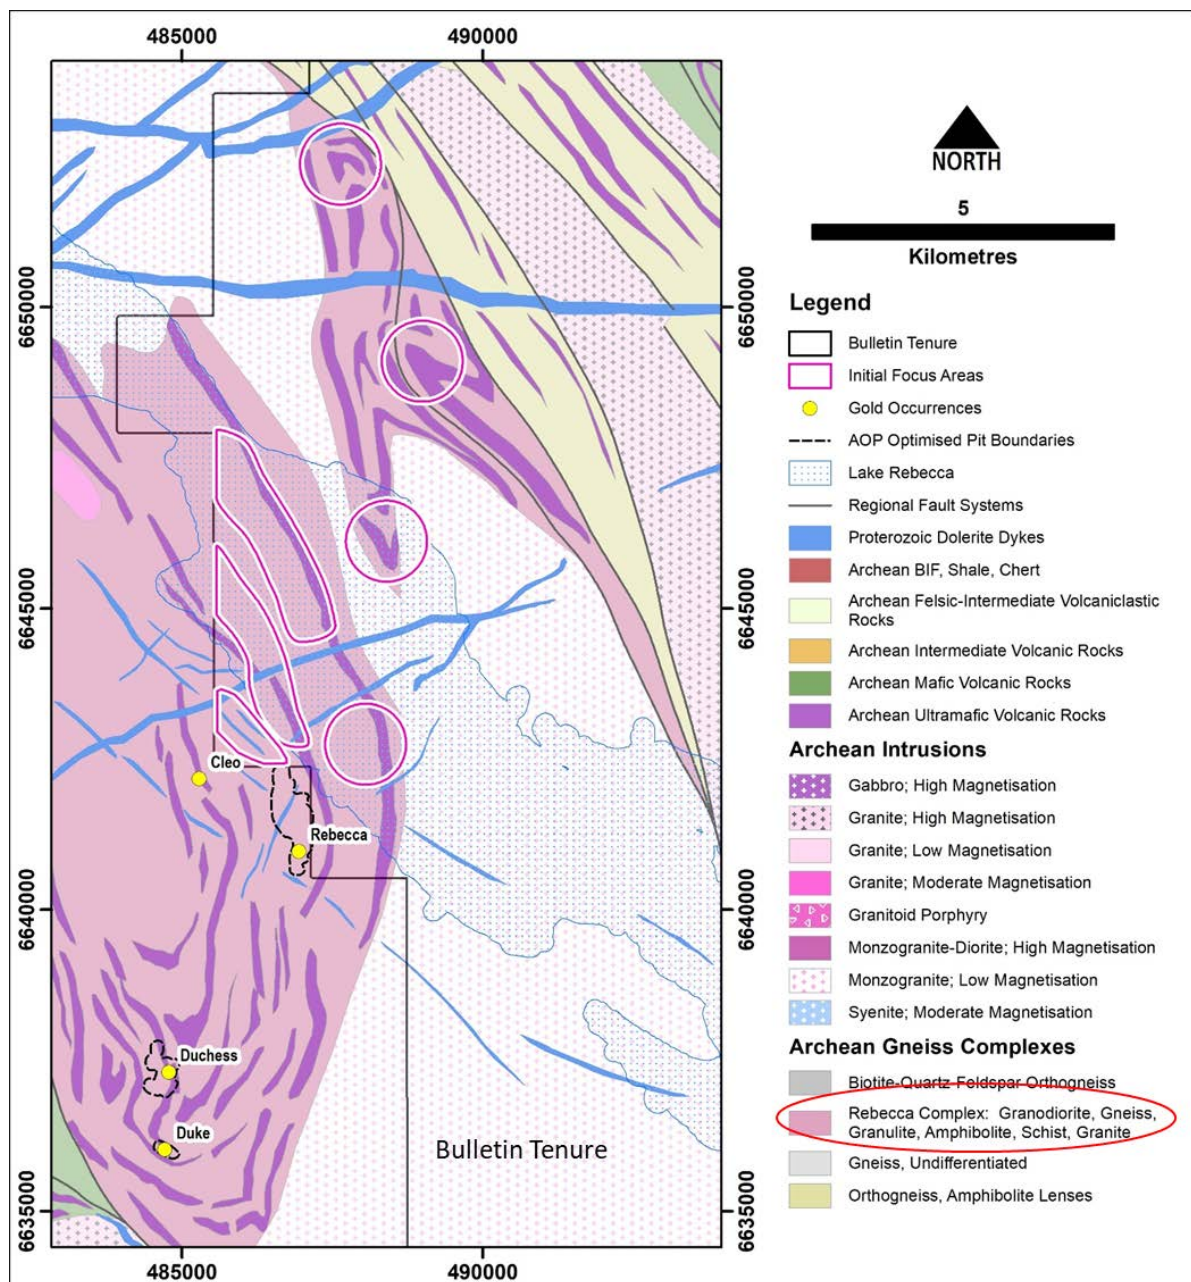 485000
490000
NORTH
5
Kilometres
6650000
6650000
Legend
Bulletin Tenure
Initial Focus Areas
Gold Occurrences
AOP Optimised Pit Boundaries
Lake Rebecca
Regional Fault Systems
Proterozoic Dolerite Dykes
Archean BIF, Shale, Chert
Archean Felsic-Intermediate Volcaniclastic
Rocks
Archean Intermediate Volcanic Rocks
Archean Mafic Volcanic Rocks
Archean Ultramafic Volcanic Rocks
6645000
6645000
Cleo
Rebecca
Archean Intrusions
Gabbro; High Magnetisation
Granite; High Magnetisation
Granite; Low Magnetisation
Granite; Moderate Magnetisation
Granitoid Porphyry
Monzogranite-Diorite; High Magnetisation
Monzogranite; Low Magnetisation
Syenite; Moderate Magnetisation
6640000
6640000
Duchess
Duke
Bulletin Tenure
Archean Gneiss Complexes
Biotite-Quartz Feldspar Orthogneiss
Rebecca Complex: Granodiorite, Gneiss,
Granulite, Amphibolite, Schist, Granite
Gneiss, Undifferentiated
Orthogneiss, Amphibolite Lenses
6635000
6635000
485000
490000